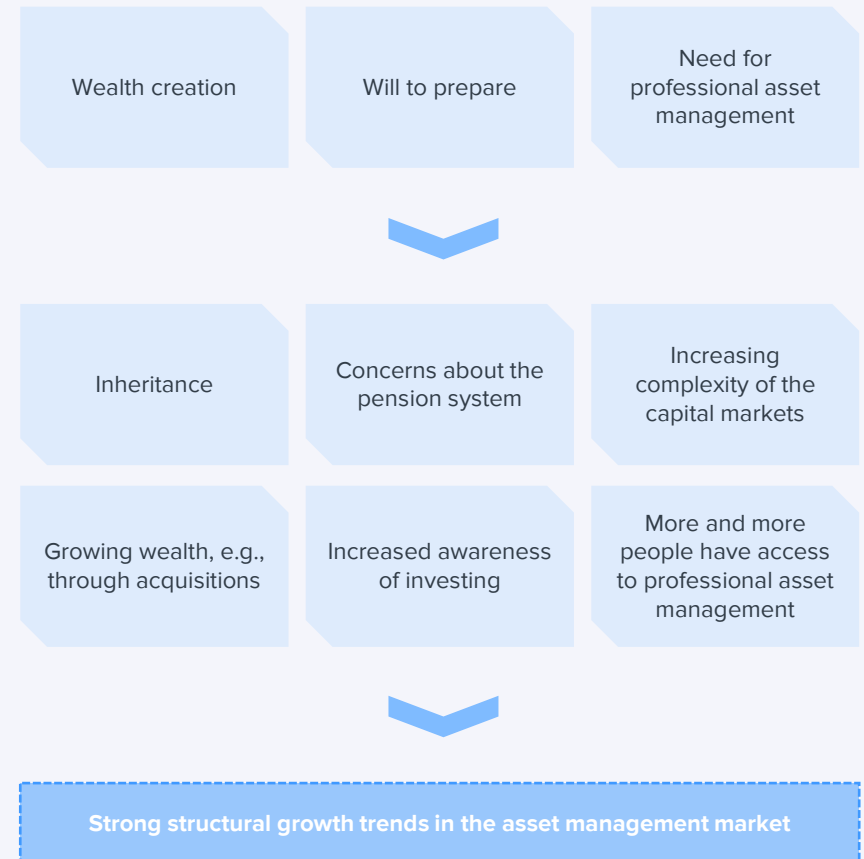 Wealth creation
Will to prepare
Need for
professional asset
management
Inheritance
Concerns about the
pension system
Increasing
complexity of the
capital markets
Growing wealth, e.g.,
through acquisitions
Increased awareness
of investing
More and more
people have access
to professional asset
management
Strong structural growth trends in the asset management market